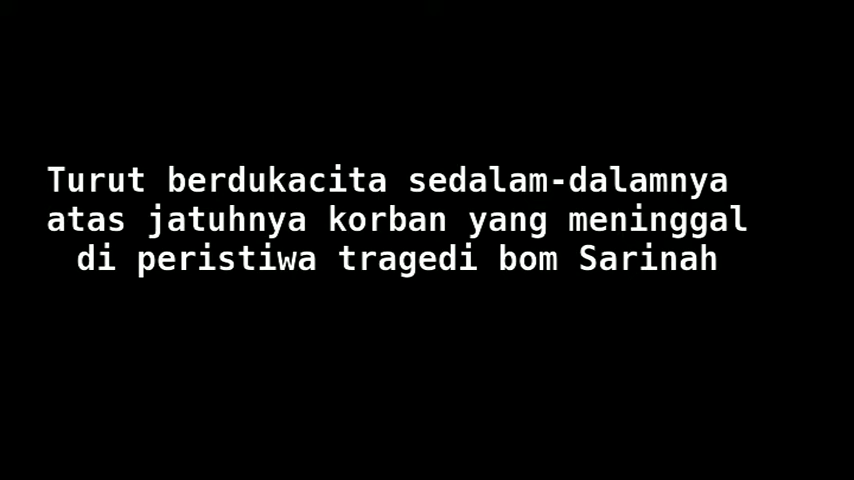 Turut berdukacita sedalam-dalamnya
atas jatuhnya korban yang meninggal
di peristiwa tragedi bom Sarinah